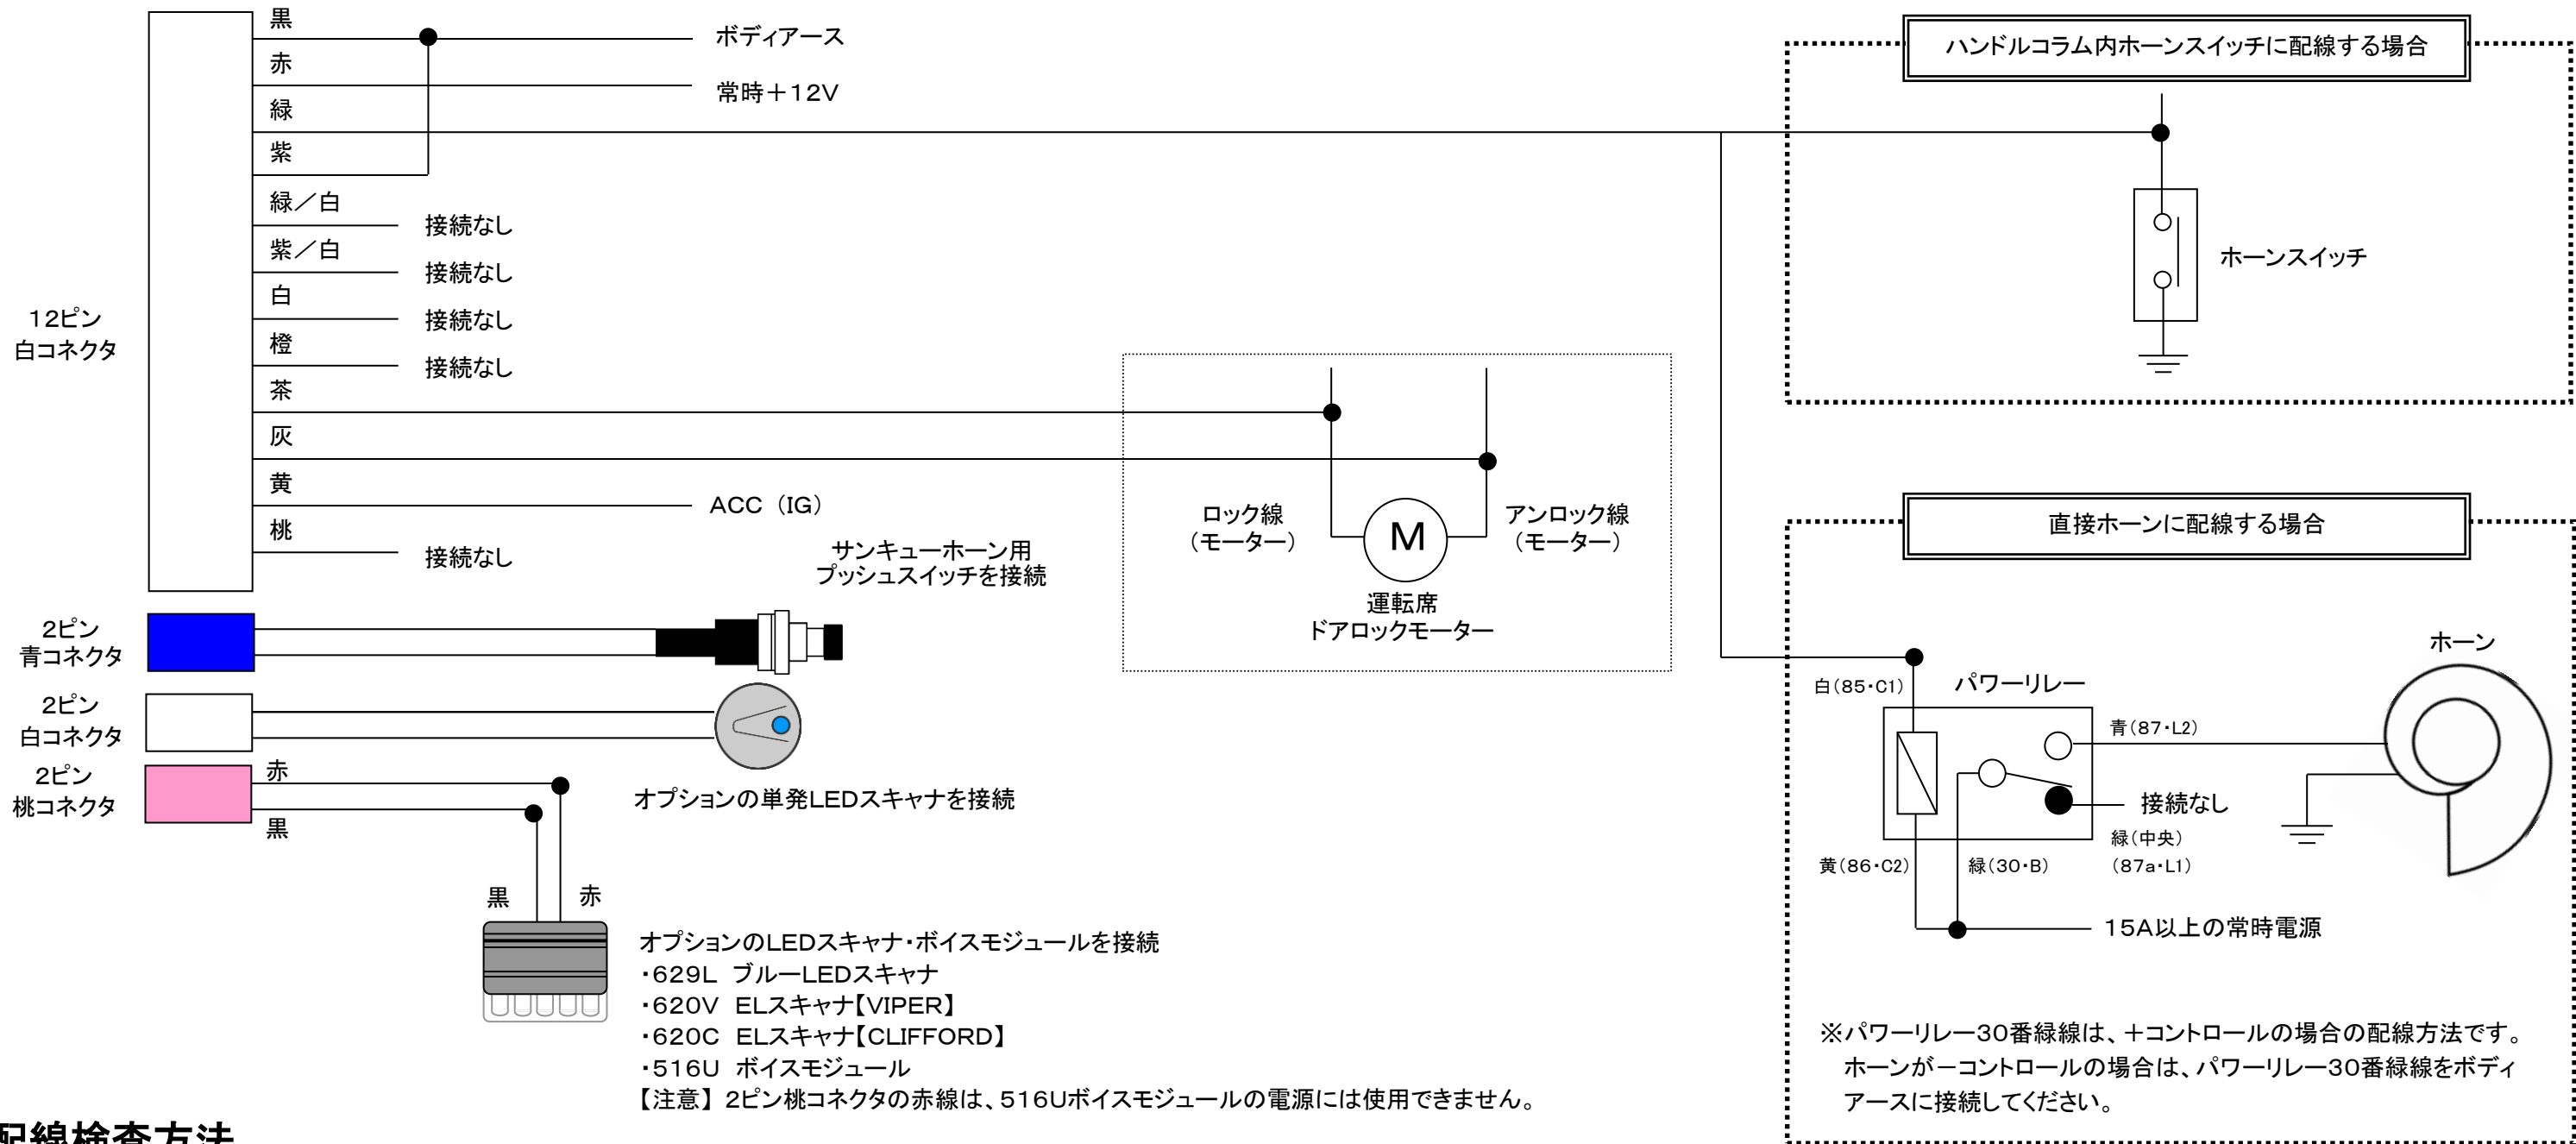 黒
ボディアース
赤
常時＋12V
緑
紫
緑／白
接続なし
紫／白
接続なし
白
接続なし
橙
接続なし
茶
灰
黄
ACC（IG）
桃
接続なし
12ピン
白コネクタ
2ピン
青コネクタ
サンキューホーン用
プッシュスイッチを接続
2ピン
白コネクタ
オプションの単発LEDスキャナを接続
2ピン
桃コネクタ
赤
黒
黒
赤
オプションのLEDスキャナ・ボイスモジュールを接続
・629L ブルーLEDスキャナ
・620V ELスキャナ【VIPER】
・620C ELスキャナ【CLIFFORD】
・516U ボイスモジュール
【注意】 2ピン桃コネクタの赤線は、516Uボイスモジュールの電源には使用できません。
ロック線
（モーター）
M
アンロック線
（モーター）
運転席
ドアロックモーター
ハンドルコラム内ホーンスイッチに配線する場合
ホーンスイッチ
直接ホーンに配線する場合
ホーン
白（85・C1）
パワーリレー
青（87・L2）
接続なし
緑（中央）
（87a・L1）
黄（86・C2）
緑（30・B）
15A以上の常時電源
※パワーリレー30番緑線は、＋コントロールの場合の配線方法です。
ホーンが－コントロールの場合は、パワーリレー30番緑線をボディ
アースに接続してください。
配線検査方法